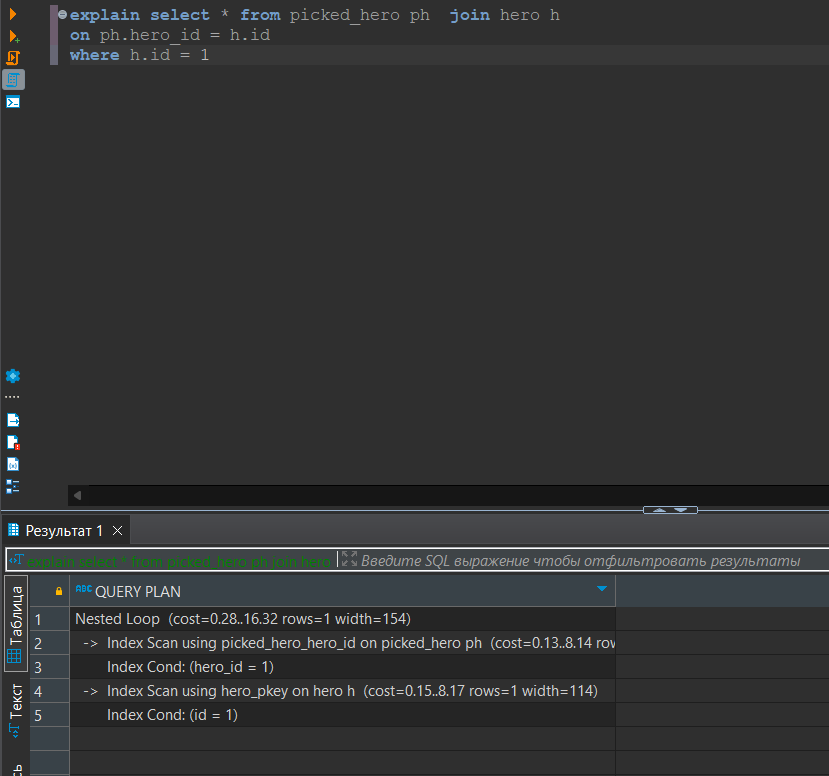 explain select * from picked_hero ph  join hero h
on ph.hero_id = h.id
where h.id = 1
Результат 1
explain select * from picked_hero ph join hero
Введите SQL выражение чтобы отфильтровать результаты
Таблица
Текст
ABC QUERY PLAN
1 Nested Loop  (cost=0.28..16.32 rows=1 width=154)
2 -> Index Scan using picked_hero_hero_id on picked_hero ph  (cost=0.13..8.14 rov
3 Index Cond: (hero_id = 1)
4 -> Index Scan using hero_pkey on hero h  (cost=0.15..8.17 rows=1 width=114)
5 Index Cond: (id = 1)